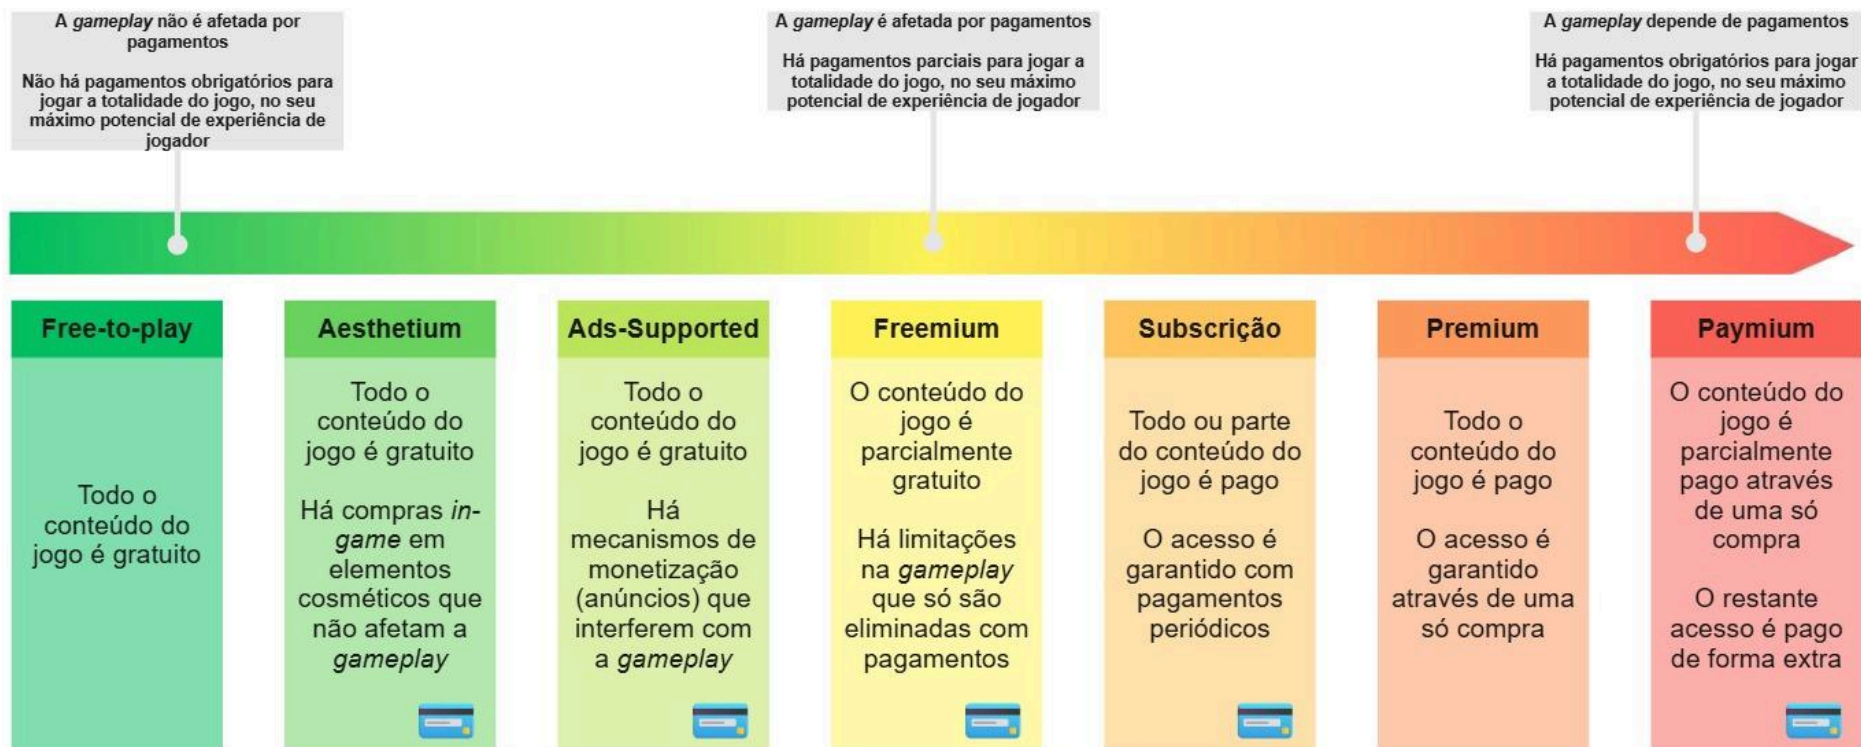 A gameplay não é afetada por
pagamentos
Não há pagamentos obrigatórios para
jogar a totalidade do jogo, no seu
máximo potencial de experiência de
jogador
A gameplay é afetada por pagamentos
Há pagamentos parciais para jogar a
totalidade do jogo, no seu máximo
potencial de experiência de jogador
A gameplay depende de pagamentos
Há pagamentos obrigatórios para jogar
a totalidade do jogo, no seu máximo
potencial de experiência de jogador
Free-to-play
Todo o
conteúdo do
jogo é gratuito
Aesthetium
Todo o
conteúdo do
jogo é gratuito
Há compras in-
game em
elementos
cosméticos que
não afetam a
gameplay
Ads-Supported
Todo o
conteúdo do
jogo é gratuito
Há
mecanismos de
monetização
(anúncios) que
interferem com
a gameplay
Freemium
O conteúdo do
jogo é
parcialmente
gratuito
Há limitações
na gameplay
que só são
eliminadas com
pagamentos
Subscrição
Todo ou parte
do conteúdo do
jogo é pago
O acesso é
garantido com
pagamentos
periódicos
Premium
Todo o
conteúdo do
jogo é pago
O acesso é
garantido
através de uma
só compra
Paymium
O conteúdo do
jogo é
parcialmente
pago através
de uma só
compra
O restante
acesso é pago
de forma extra